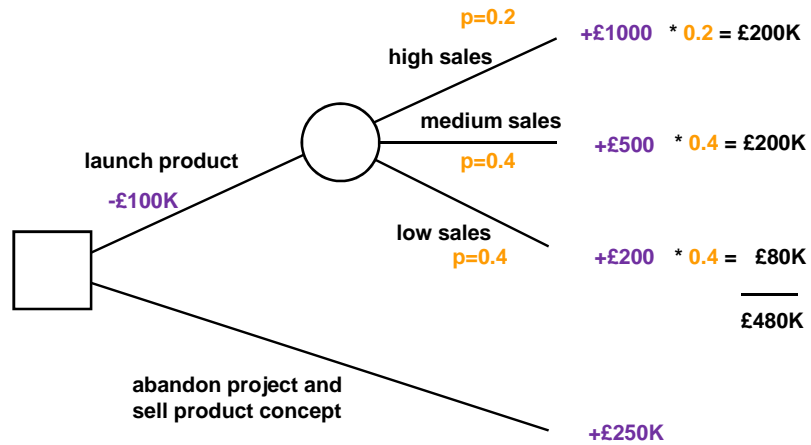 p=0.2
+£1000 * 0.2 = £200K
high sales
medium sales
+£500 * 0.4 = £200K
launch product
p=0.4
-£100K
low sales
p=0.4
+£200 * 0.4 = £80K
£480K
abandon project and
sell product concept
+£250K